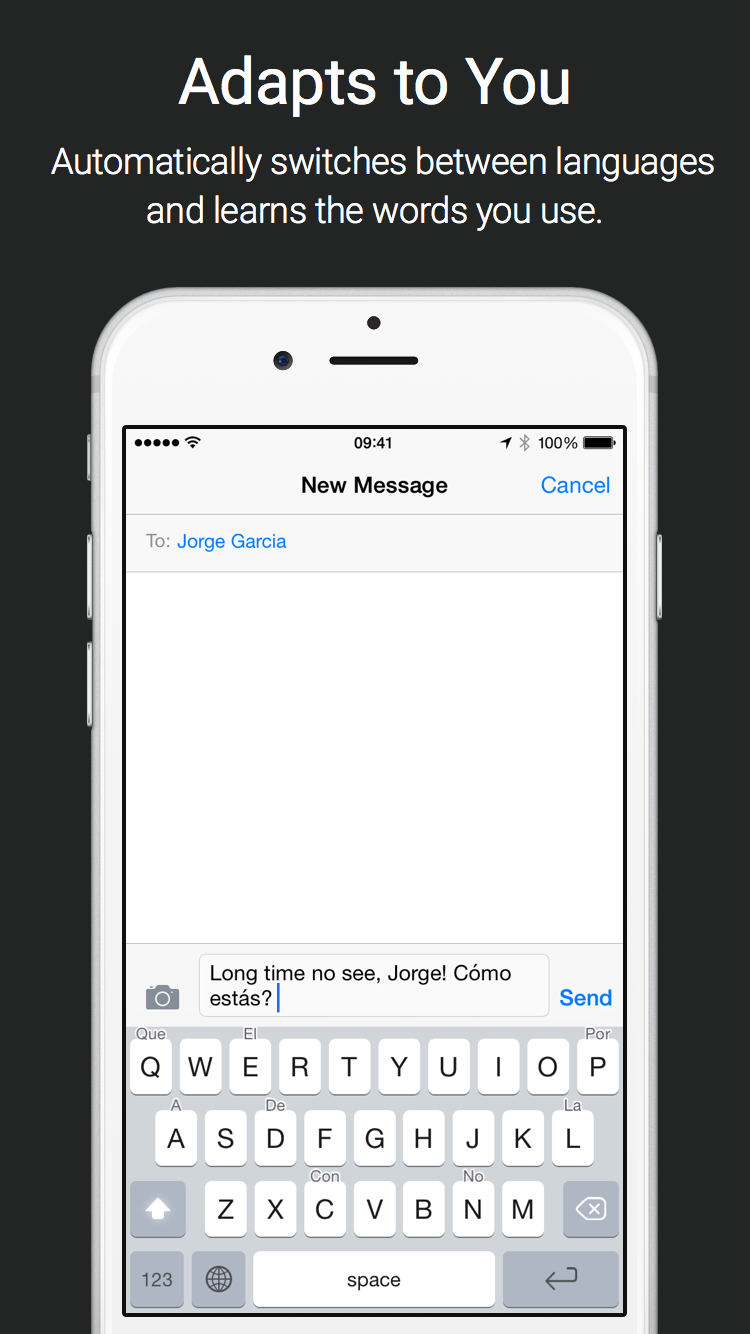 Adapts to You
Automatically switches between languages
and learns the words you use.
09:41 100%
New Message Cancel
To: Jorge Garcia
Long time no see, Jorge! Cómo
estás?
Send
Que El Por
Q W E R T Y U I O P
A De La
A S D F G H J K L
Con No
Z X C V B N M
123 space